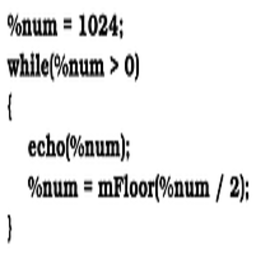 %num = 1024;
while(%num > 0)
{
echo(%num);
%num = mFloor(%num / 2);
}